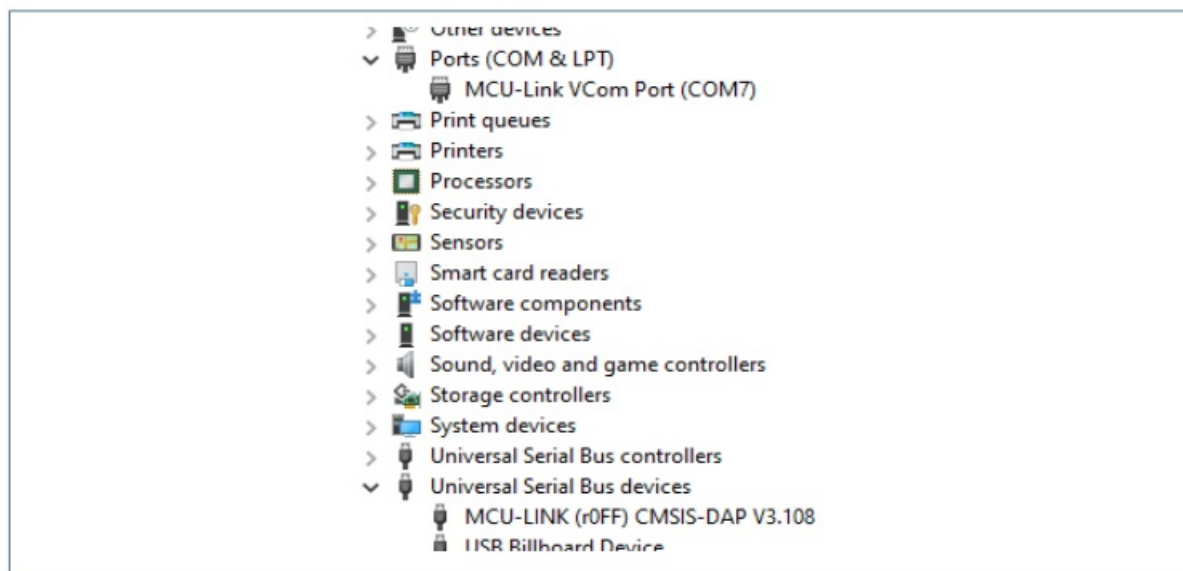 Other devices
Ports (COM & LPT)
MCU-Link VCom Port (COM7)
Print queues
Printers
Processors
Security devices
Sensors
Smart card readers
Software components
Software devices
Sound, video and game controllers
Storage controllers
System devices
Universal Serial Bus controllers
Universal Serial Bus devices
MCU-LINK (r0FF) CMSIS-DAP V3.108
USB Billboard Device